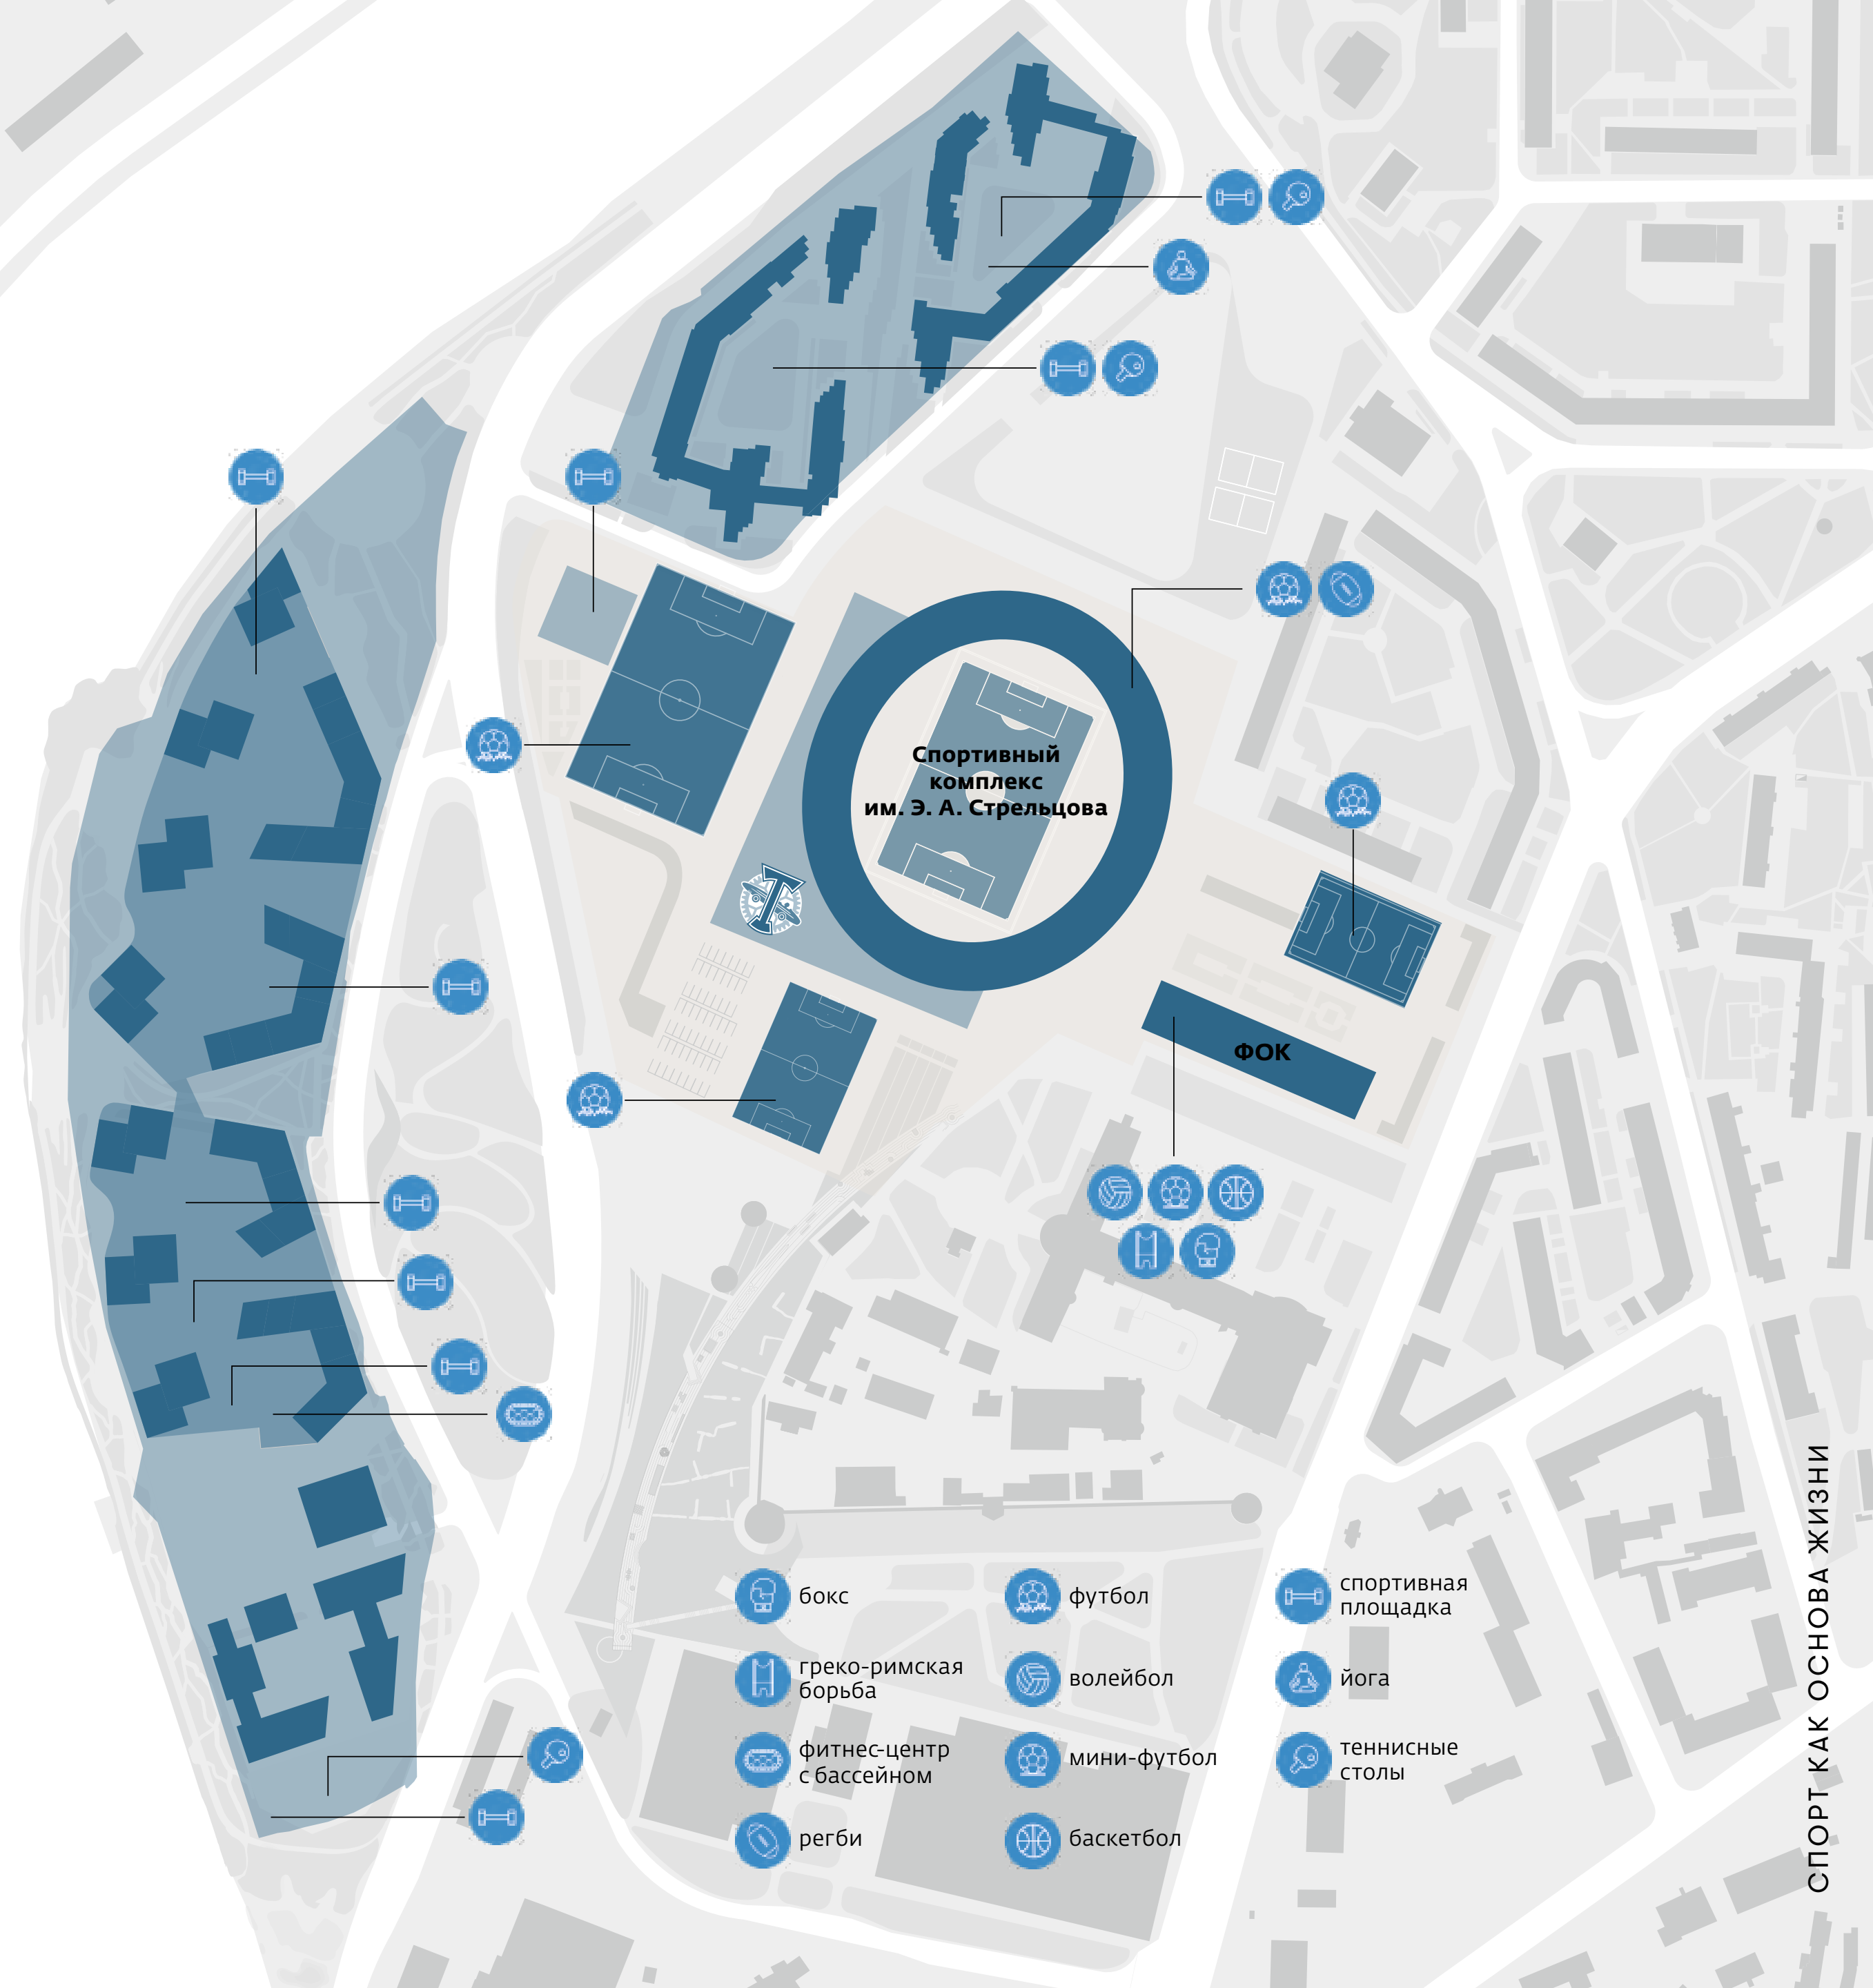 Спортивный
комплекс
им. Э. А. Стрельцова
ФОК
бокс
греко-римская
борьба
фитнес-центр
с бассейном
регби
футбол
волейбол
мини-футбол
баскетбол
спортивная
площадка
йога
теннисные
столы
СПОРТ КАК ОСНОВА ЖИЗНИ